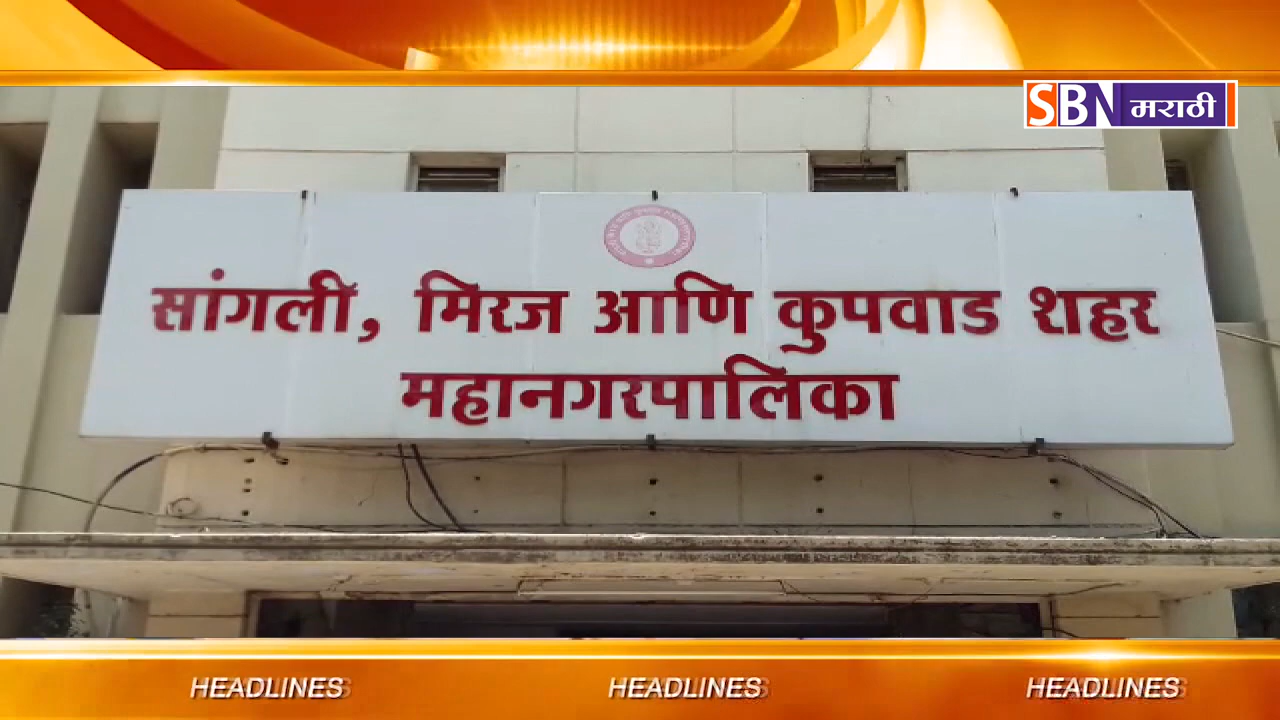 SBN मराठी
सांगली, मिरज आणि कुपवाड शहर
महानगरपालिका
HEADLINES HEADLINES HEADLINES